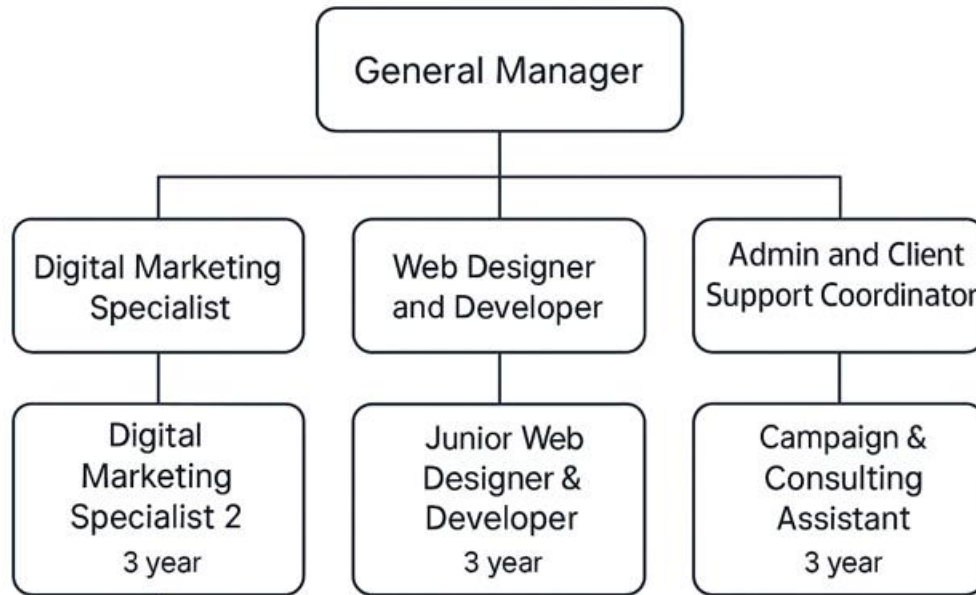 General Manager
Digital Marketing
Specialist
Web Designer
and Developer
Admin and Client
Support Coordinator
Digital
Marketing
Specialist 2
3 year
Junior Web
Designer &
Developer
3 year
Campaign &
Consulting
Assistant
3 year